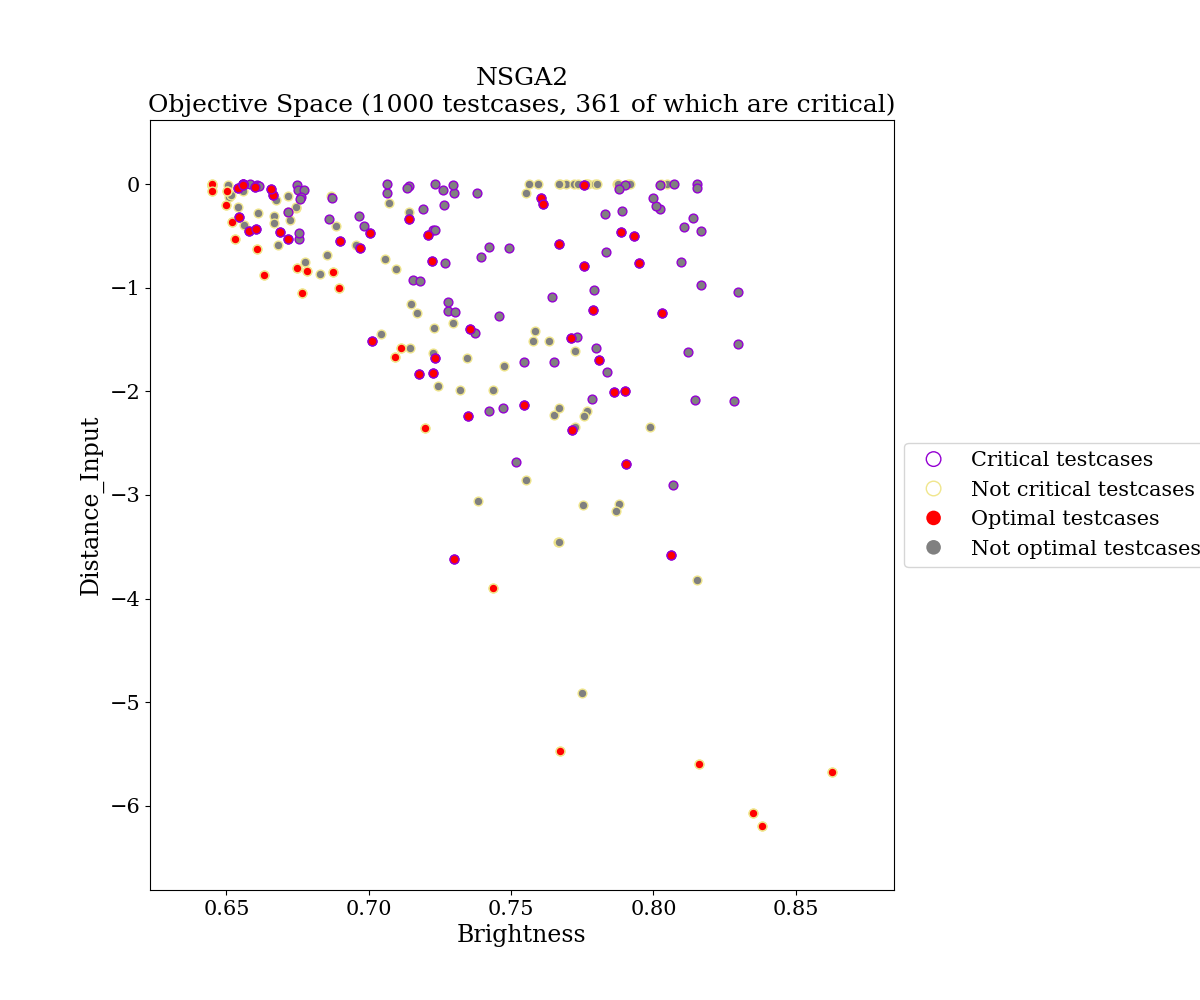 NSGA2
Objective Space (1000 testcases, 361 of which are critical)
0
−1
−2
−3
−4
−5
−6
Distance_Input
0.65 0.70 0.75 0.80 0.85
Brightness
Critical testcases
Not critical testcases
Optimal testcases
Not optimal testcases